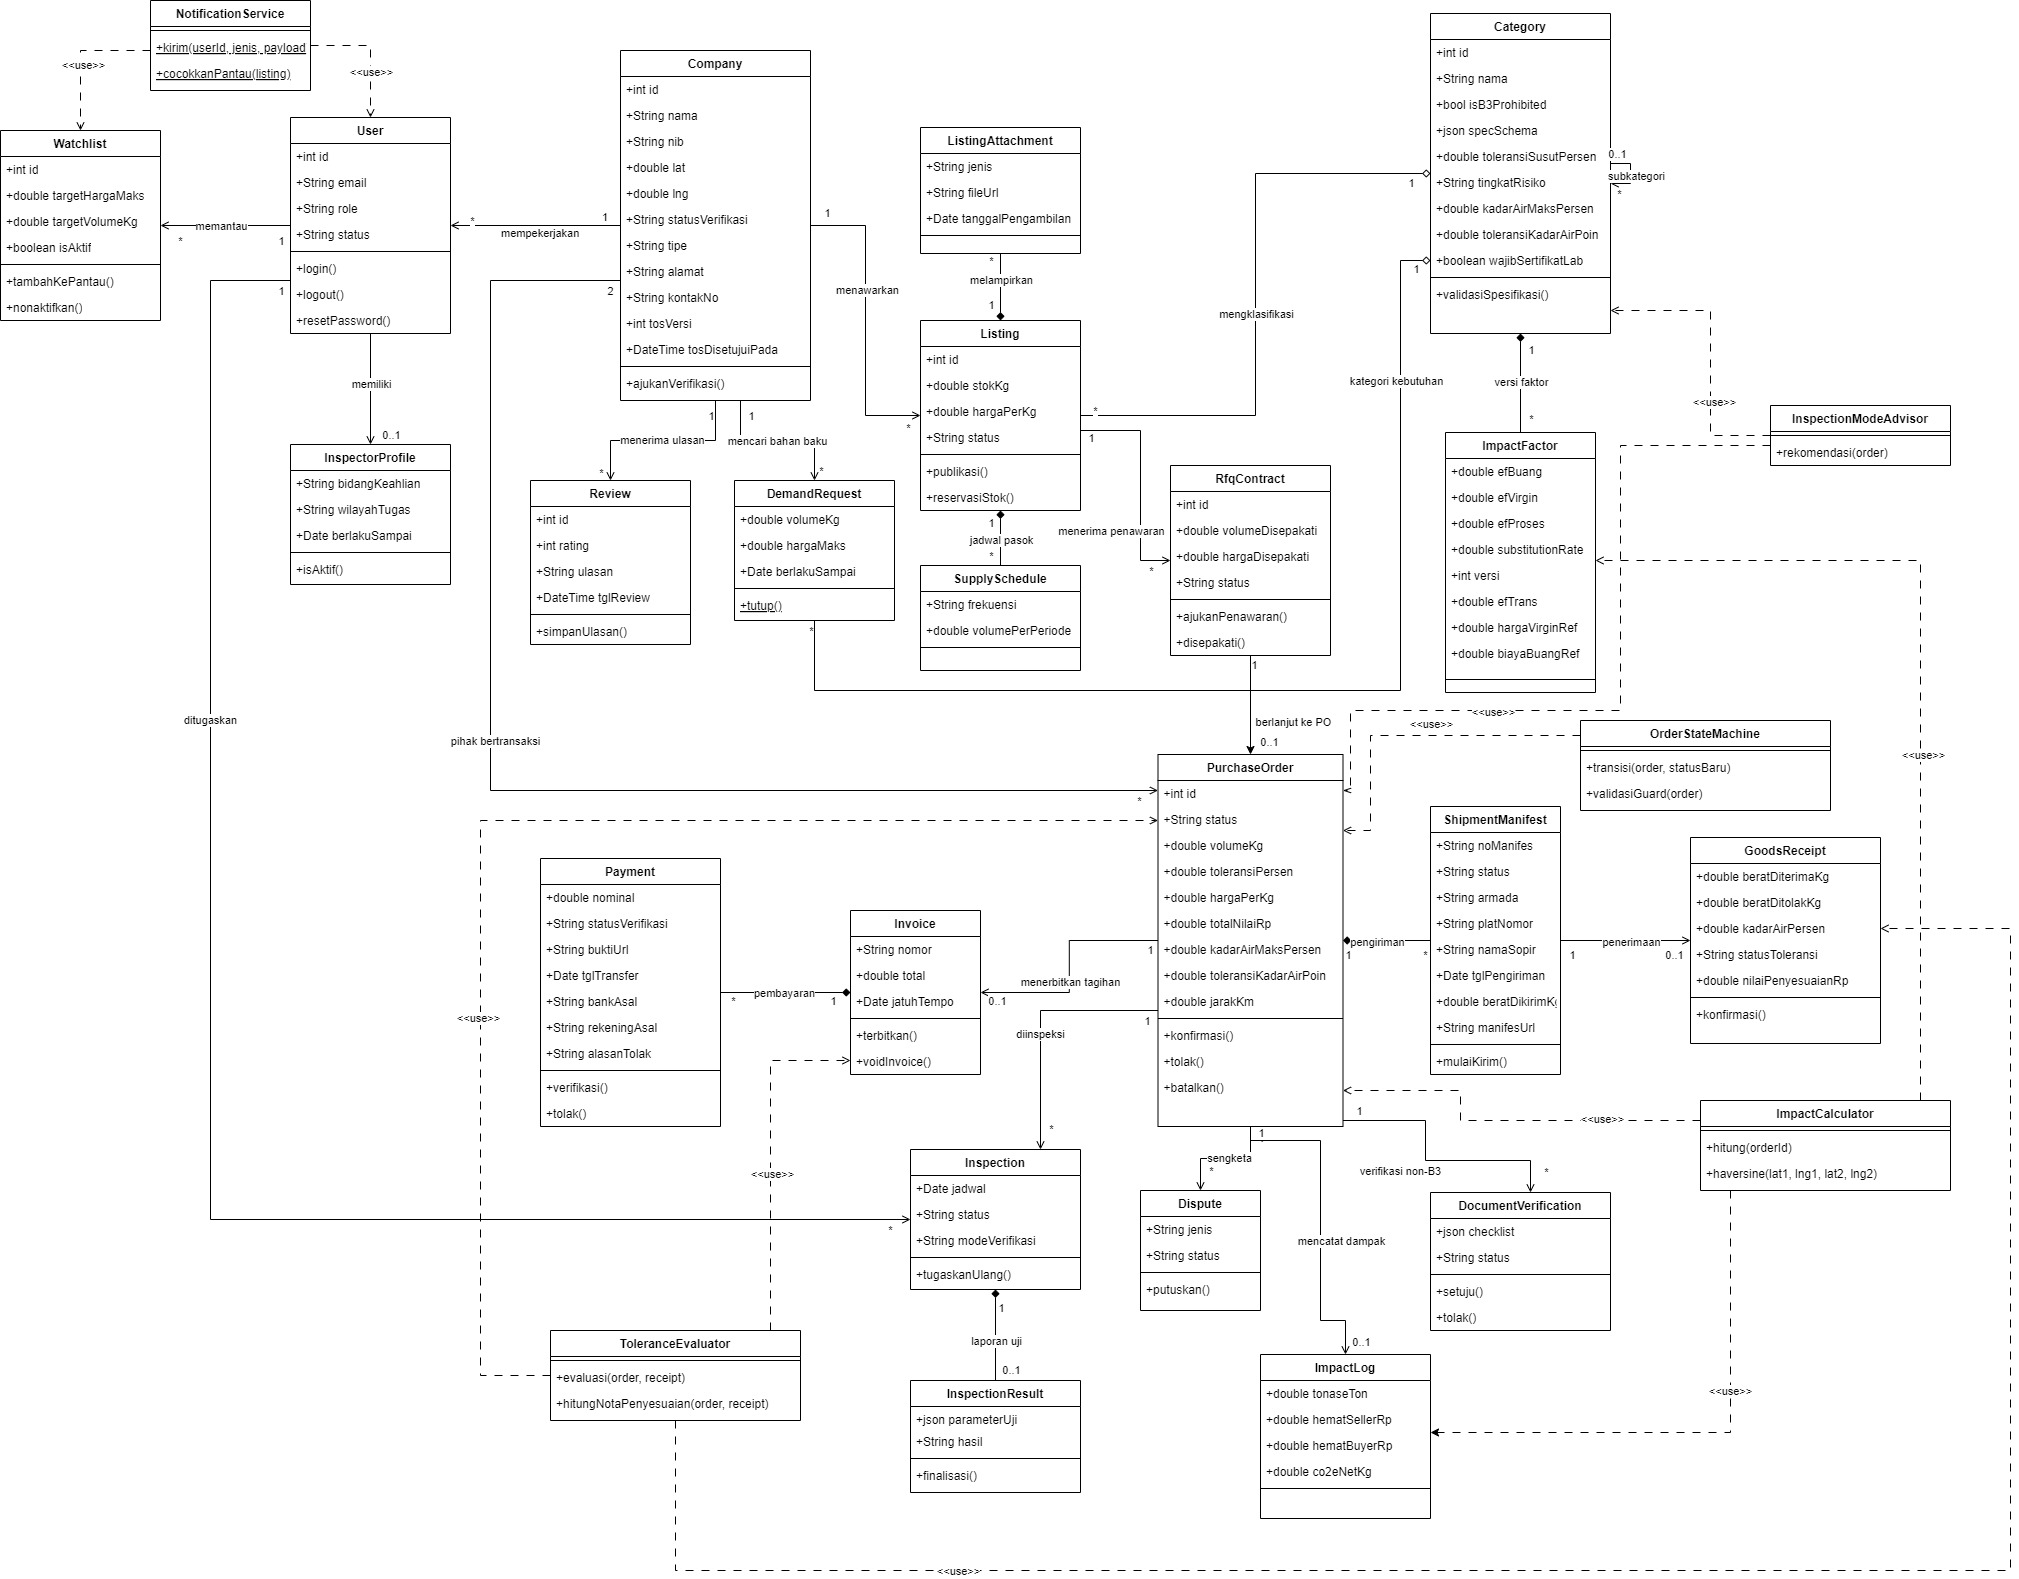 NotificationService
+kirim(userId, jenis, payload
+cocokkanPantau(listing)
<<use>>
<<use>>
Watchlist
+int id
+double targetHargaMaks
+double targetVolumeKg
+boolean isAktif
+tambahKePantau()
+nonaktifkan()
User
+int id
+String email
+String role
+String status
+login()
+logout()
+resetPassword()
memantau
*
1
1
memiliki
0..1
InspectorProfile
+String bidangKeahlian
+String wilayahTugas
+Date berlakuSampai
+isAktif()
Company
+int id
+String nama
+String nib
+double lat
+double lng
+String statusVerifikasi
+String tipe
+String alamat
+String kontakNo
+int tosVersi
+DateTime tosDisetujuiPada
+ajukanVerifikasi()
*
1
mempekerjakan
2
1
menawarkan
*
1
1
menerima ulasan
mencari bahan baku
*
*
Review
+int id
+int rating
+String ulasan
+DateTime tglReview
+simpanUlasan()
DemandRequest
+double volumeKg
+double hargaMaks
+Date berlakuSampai
+tutup()
*
ListingAttachment
+String jenis
+String fileUrl
+Date tanggalPengambilan
*
melampirkan
1
Listing
+int id
+double stokKg
+double hargaPerKg
+String status
+publikasi()
+reservasiStok()
1
jadwal pasok
*
SupplySchedule
+String frekuensi
+double volumePerPeriode
*
1
mengklasifikasi
1
menerima penawaran
*
RfqContract
+int id
+double volumeDisepakati
+double hargaDisepakati
+String status
+ajukanPenawaran()
+disepakati()
1
berlanjut ke PO
0..1
Category
+int id
+String nama
+bool isB3Prohibited
+json specSchema
+double toleransiSusutPersen
+String tingkatRisiko
+double kadarAirMaksPersen
+double toleransiKadarAirPoin
+boolean wajibSertifikatLab
+validasiSpesifikasi()
0..1
subkategori
*
1
kategori kebutuhan
1
versi faktor
*
ImpactFactor
+double efBuang
+double efVirgin
+double efProses
+double substitutionRate
+int versi
+double efTrans
+double hargaVirginRef
+double biayaBuangRef
<<use>>
InspectionModeAdvisor
+rekomendasi(order)
<<use>>
<<use>>
OrderStateMachine
+transisi(order, statusBaru)
+validasiGuard(order)
<<use>>
ditugaskan
pihak bertransaksi
*
PurchaseOrder
+int id
+String status
+double volumeKg
+double toleransiPersen
+double hargaPerKg
+double totalNilaiRp
+double kadarAirMaksPersen
+double toleransiKadarAirPoin
+double jarakKm
+konfirmasi()
+tolak()
+batalkan()
pengiriman
1
*
ShipmentManifest
+String noManifes
+String status
+String armada
+String platNomor
+String namaSopir
+Date tglPengiriman
+double beratDikirimKg
+String manifesUrl
+mulaiKirim()
1
penerimaan
0..1
GoodsReceipt
+double beratDiterimaKg
+double beratDitolakKg
+double kadarAirPersen
+String statusToleransi
+double nilaiPenyesuaianRp
+konfirmasi()
Payment
+double nominal
+String statusVerifikasi
+String buktiUrl
+Date tglTransfer
+String bankAsal
+String rekeningAsal
+String alasanTolak
+verifikasi()
+tolak()
*
pembayaran
1
Invoice
+String nomor
+double total
+Date jatuhTempo
+terbitkan()
+voidInvoice()
1
menerbitkan tagihan
0..1
1
diinspeksi
*
<<use>>
<<use>>
Inspection
+Date jadwal
+String status
+String modeVerifikasi
+tugaskanUlang()
*
1
laporan uji
0..1
InspectionResult
+json parameterUji
+String hasil
+finalisasi()
1
sengketa
*
Dispute
+String jenis
+String status
+putuskan()
mencatat dampak
0..1
ImpactLog
+double tonaseTon
+double hematSellerRp
+double hematBuyerRp
+double co2eNetKg
1
verifikasi non-B3
*
DocumentVerification
+json checklist
+String status
+setuju()
+tolak()
<<use>>
ImpactCalculator
+hitung(orderId)
+haversine(lat1, lng1, lat2, lng2)
<<use>>
ToleranceEvaluator
+evaluasi(order, receipt)
+hitungNotaPenyesuaian(order, receipt)
<<use>>